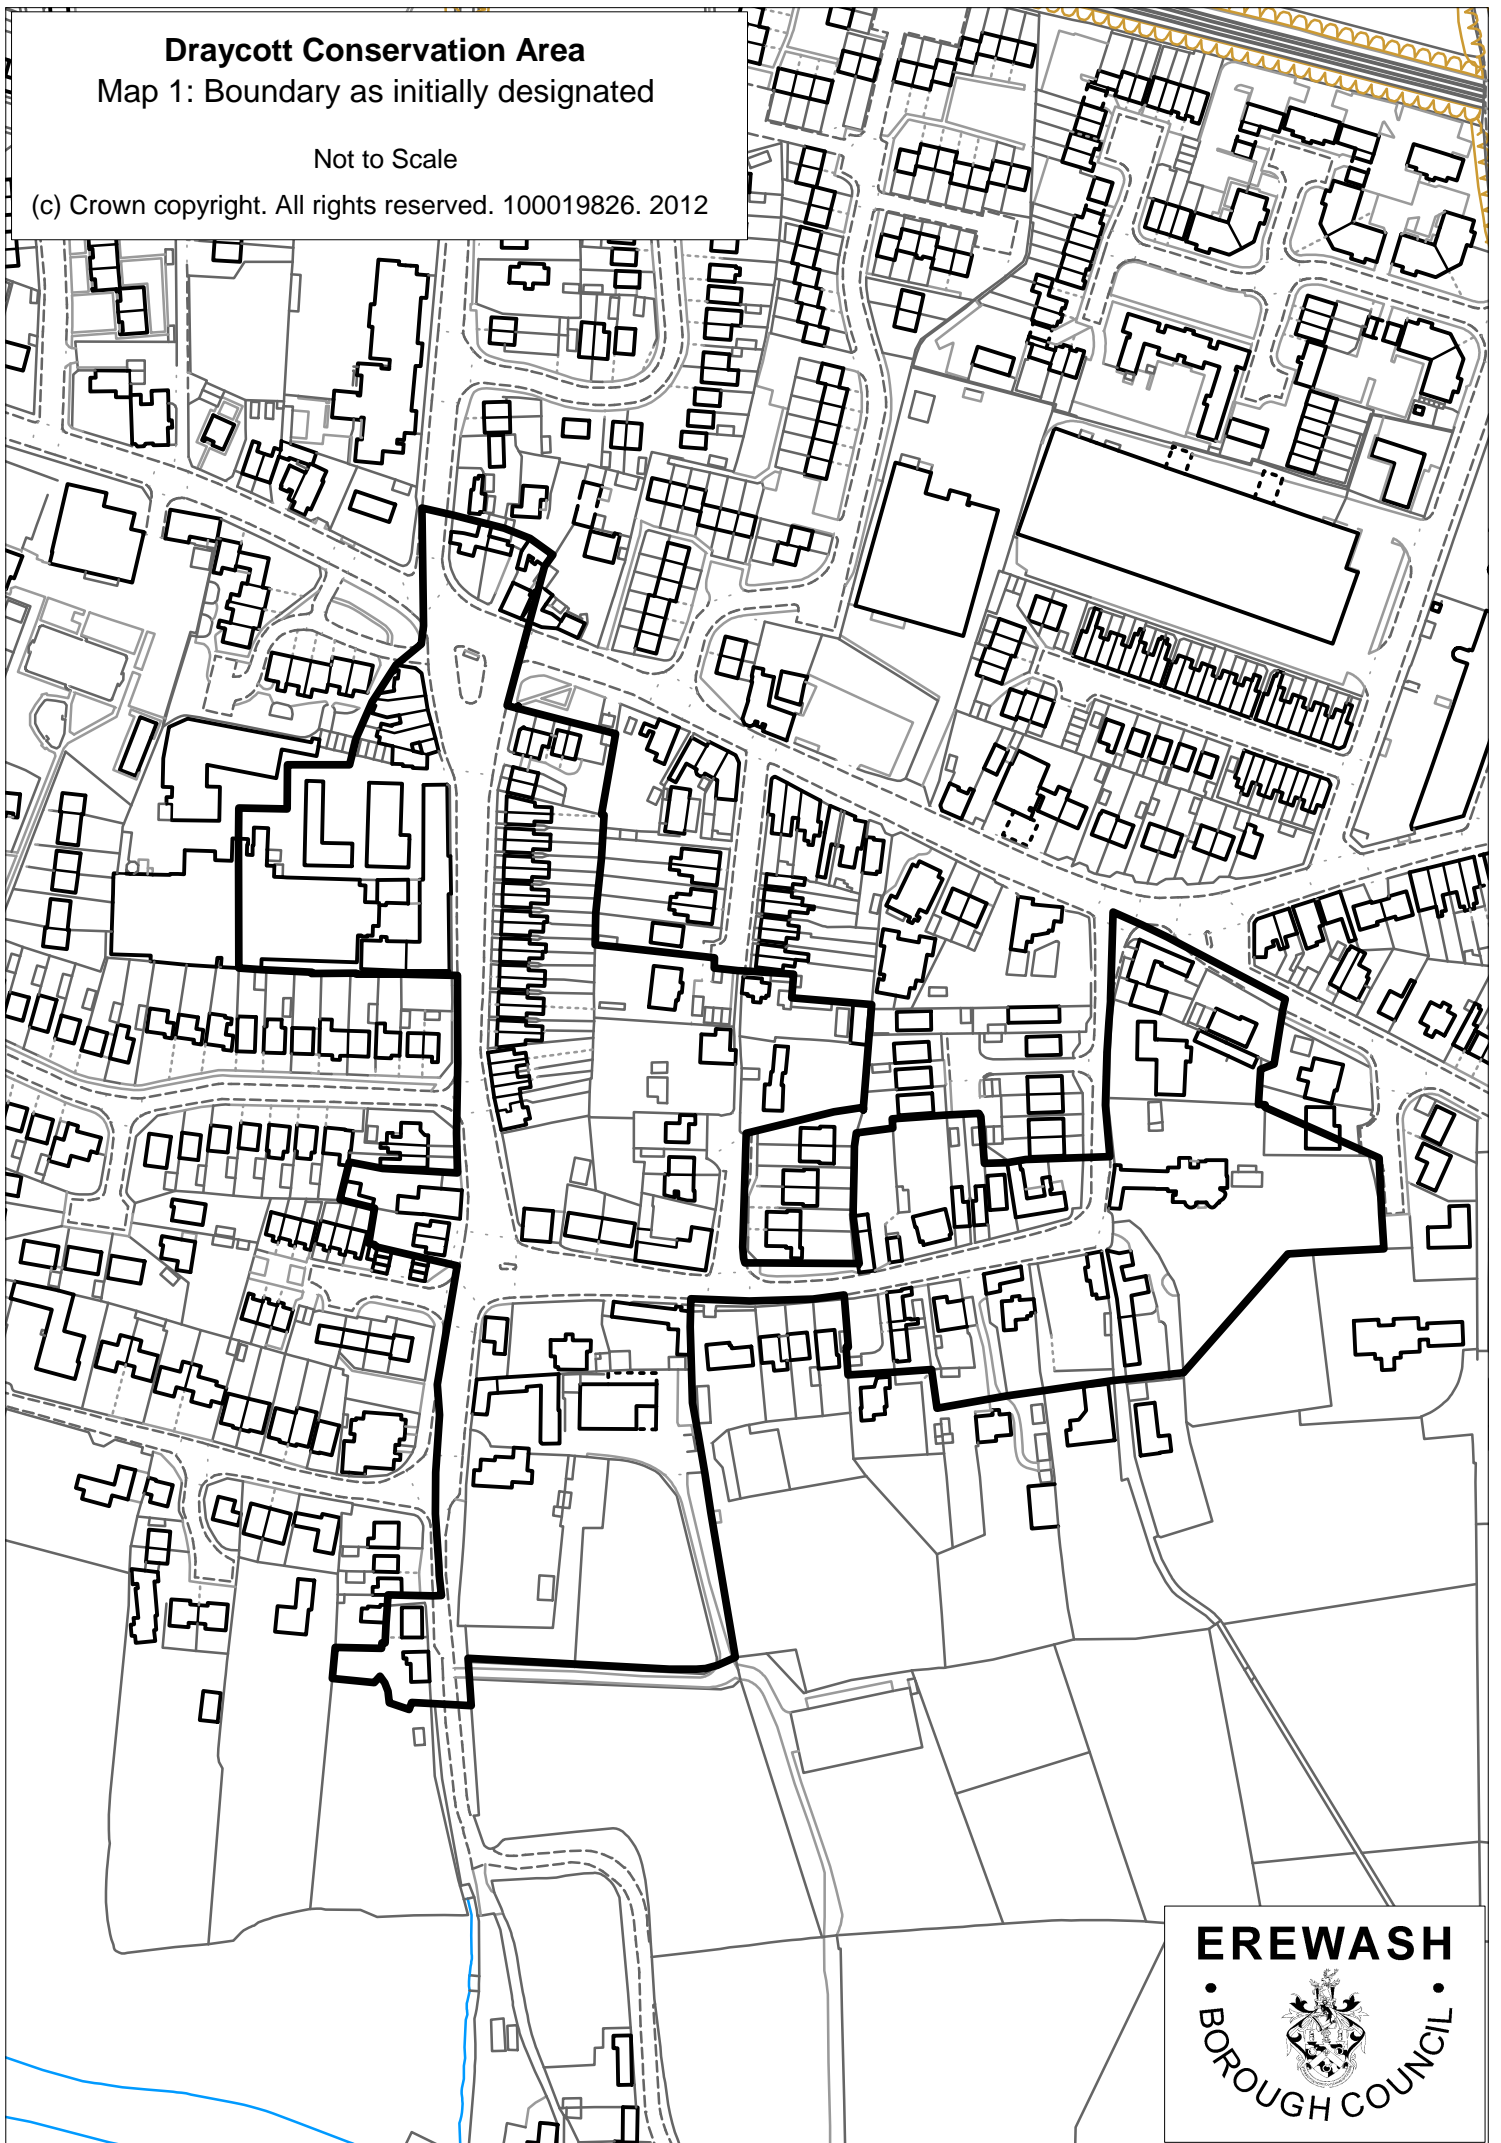 Draycott Conservation Area
Map 1: Boundary as initially designated
Not to Scale
(c) Crown copyright. All rights reserved. 100019826. 2012
EREWASH
• BOROUGH COUNCIL •